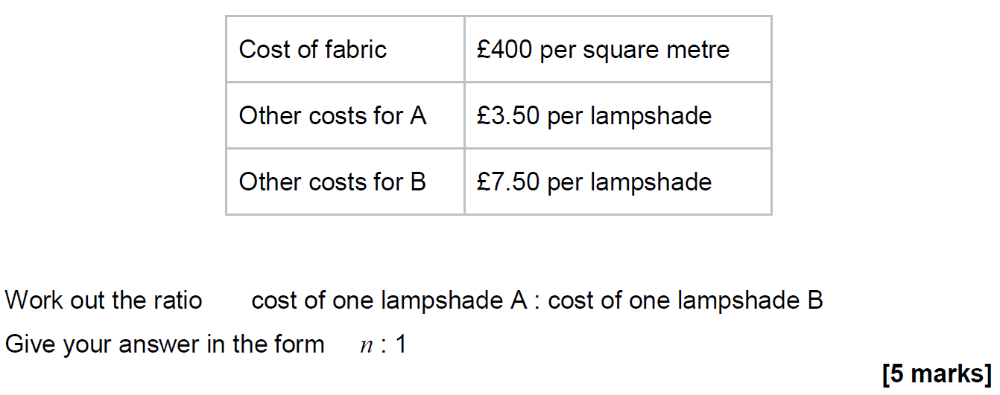 Cost of fabric £400 per square metre
Other costs for A £3.50 per lampshade
Other costs for B £7.50 per lampshade
Work out the ratio cost of one lampshade A : cost of one lampshade B
Give your answer in the form n : 1
[5 marks]